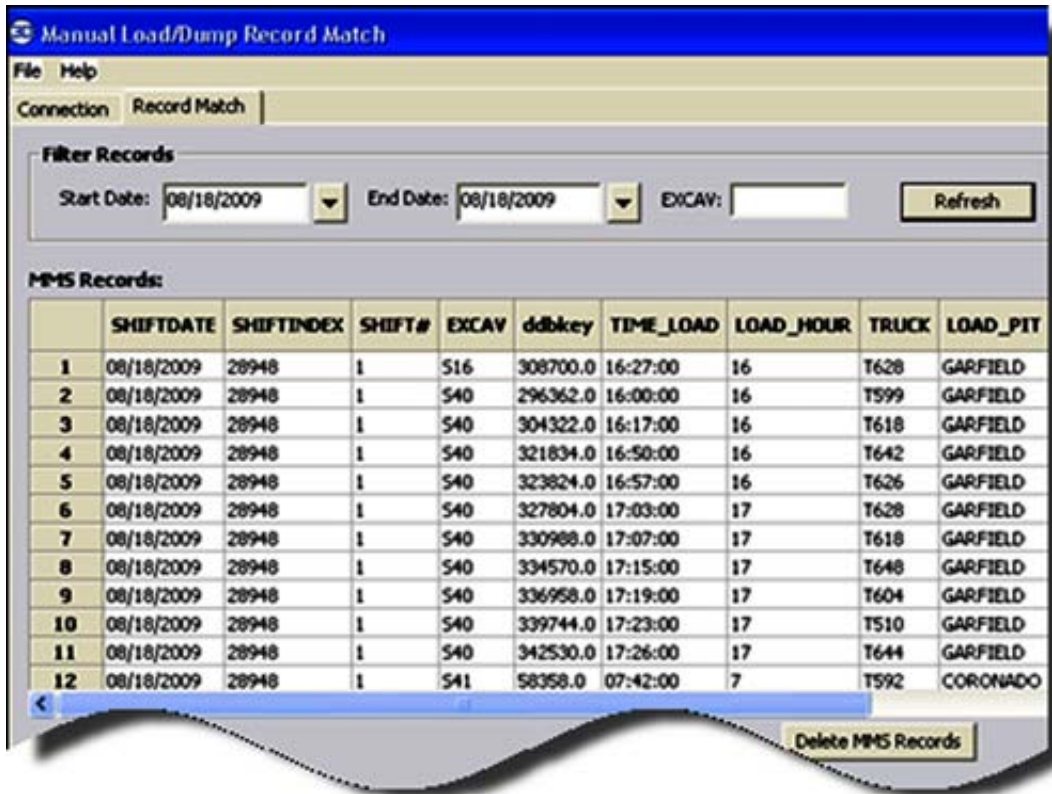 Manual Load/Dump Record Match
File Help
Connection Record Match
Filter Records
Start Date: 08/18/2009 End Date: 08/18/2009 EXCAV: Refresh
MMS Records:
SHIFTDATE SHIFTINDEX SHIFT# EXCAV ddbkey TIME_LOAD LOAD_HOUR TRUCK LOAD_PIT
1 08/18/2009 28948 1 S16 308700.0 16:27:00 16 T628 GARFIELD
2 08/18/2009 28948 1 S40 296362.0 16:00:00 16 T599 GARFIELD
3 08/18/2009 28948 1 S40 304322.0 16:17:00 16 T618 GARFIELD
4 08/18/2009 28948 1 S40 321834.0 16:50:00 16 T642 GARFIELD
5 08/18/2009 28948 1 S40 323824.0 16:57:00 16 T626 GARFIELD
6 08/18/2009 28948 1 S40 327804.0 17:03:00 17 T628 GARFIELD
7 08/18/2009 28948 1 S40 330988.0 17:07:00 17 T618 GARFIELD
8 08/18/2009 28948 1 S40 334570.0 17:15:00 17 T648 GARFIELD
9 08/18/2009 28948 1 S40 336958.0 17:19:00 17 T604 GARFIELD
10 08/18/2009 28948 1 S40 339744.0 17:23:00 17 T510 GARFIELD
11 08/18/2009 28948 1 S40 342530.0 17:26:00 17 T644 GARFIELD
12 08/18/2009 28948 1 S41 58358.0 07:42:00 7 T592 CORONADO
Delete MMS Records